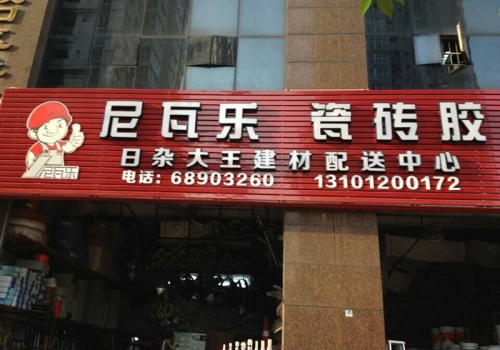 尼瓦乐 瓷砖胶
日杂大王建材配送中心
电话：68903260 13101200172
尼瓦乐